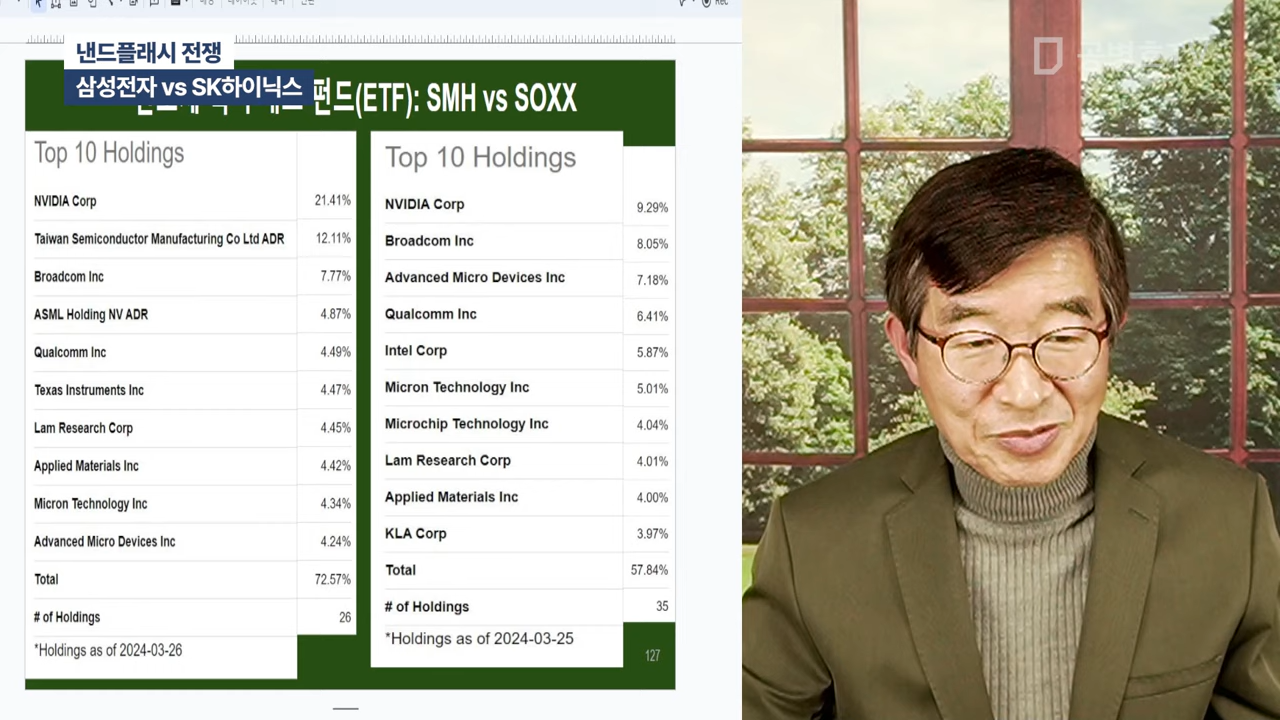 Rec
낸드플래시 전쟁
삼성전자 vs SK하이닉스
펀드(ETF): SMH vs SOXX
Top 10 Holdings
NVIDIA Corp 21.41%
Taiwan Semiconductor Manufacturing Co Ltd ADR 12.11%
Broadcom Inc 7.77%
ASML Holding NV ADR 4.87%
Qualcomm Inc 4.49%
Texas Instruments Inc 4.47%
Lam Research Corp 4.45%
Applied Materials Inc 4.42%
Micron Technology Inc 4.34%
Advanced Micro Devices Inc 4.24%
Total 72.57%
# of Holdings 26
*Holdings as of 2024-03-26
Top 10 Holdings
NVIDIA Corp 9.29%
Broadcom Inc 8.05%
Advanced Micro Devices Inc 7.18%
Qualcomm Inc 6.41%
Intel Corp 5.87%
Micron Technology Inc 5.01%
Microchip Technology Inc 4.04%
Lam Research Corp 4.01%
Applied Materials Inc 4.00%
KLA Corp 3.97%
Total 57.84%
# of Holdings 35
*Holdings as of 2024-03-25
127